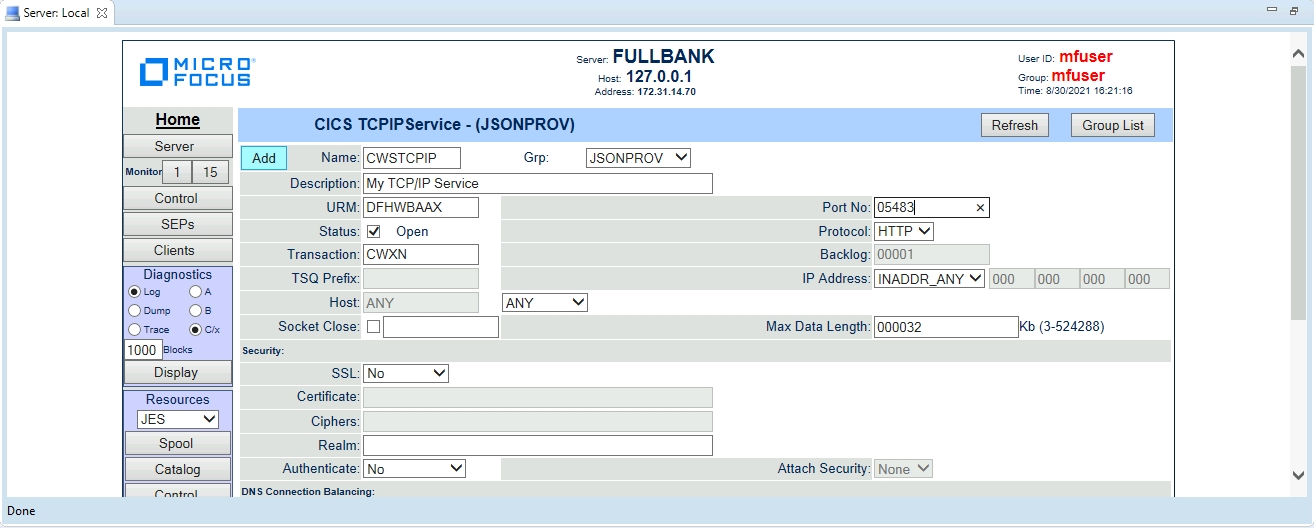 Server: Local
MICRO FOCUS
Server: FULLBANK
Host: 127.0.0.1
Address: 172.31.14.70
User ID: mfuser
Group: mfuser
Time: 8/30/2021 16:21:16
Home
Server
Monitor 1 15
Control
SEPs
Clients
Diagnostics
Log A
Dump B
Trace C/x
1000 Blocks
Display
Resources
JES
Spool
Catalog
Control
CICS TCPIPService - (JSONPROV) Refresh Group List
Add Name: CWSTCPIP Grp: JSONPROV
Description: My TCP/IP Service
URM: DFHWBAAX Port No: 05483
Status: Open Protocol: HTTP
Transaction: CWXN Backlog: 00001
TSQ Prefix: IP Address: INADDR_ANY 000 000 000 000
Host: ANY ANY
Socket Close: Max Data Length: 000032 Kb (3-524288)
Security:
SSL: No
Certificate:
Ciphers:
Realm:
Authenticate: No Attach Security: None
DNS Connection Balancing:
Done